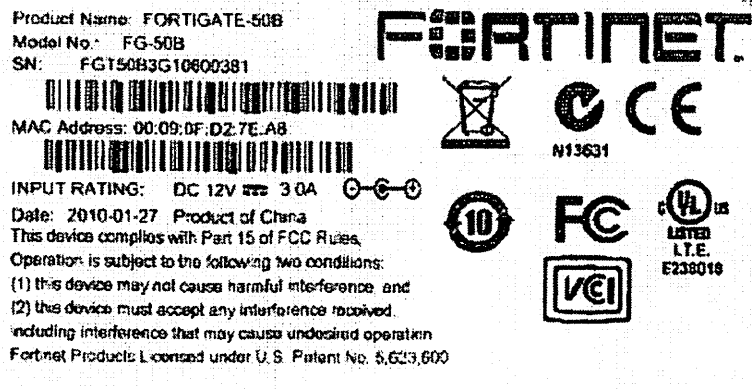 Product Name: FORTIGATE-50B
Model No.: FG-50B
SN: FGT50B3G10600381
MAC Address: 00:09:0F:D2:7E:A8
INPUT RATING: DC 12V 3.0A
Date: 2010-01-27 Product of China
This device complies with Part 15 of FCC Rules,
Operation is subject to the following two conditions:
(1) this device may not cause harmful interference, and
(2) this device must accept any interference received,
including interference that may cause undesired operation
Fortinet Products Licensed under U.S. Patent No. 5,623,600
FORTINET
CE
N13631
10
FC
C UL US
LISTED
I.T.E.
E238018
VCI